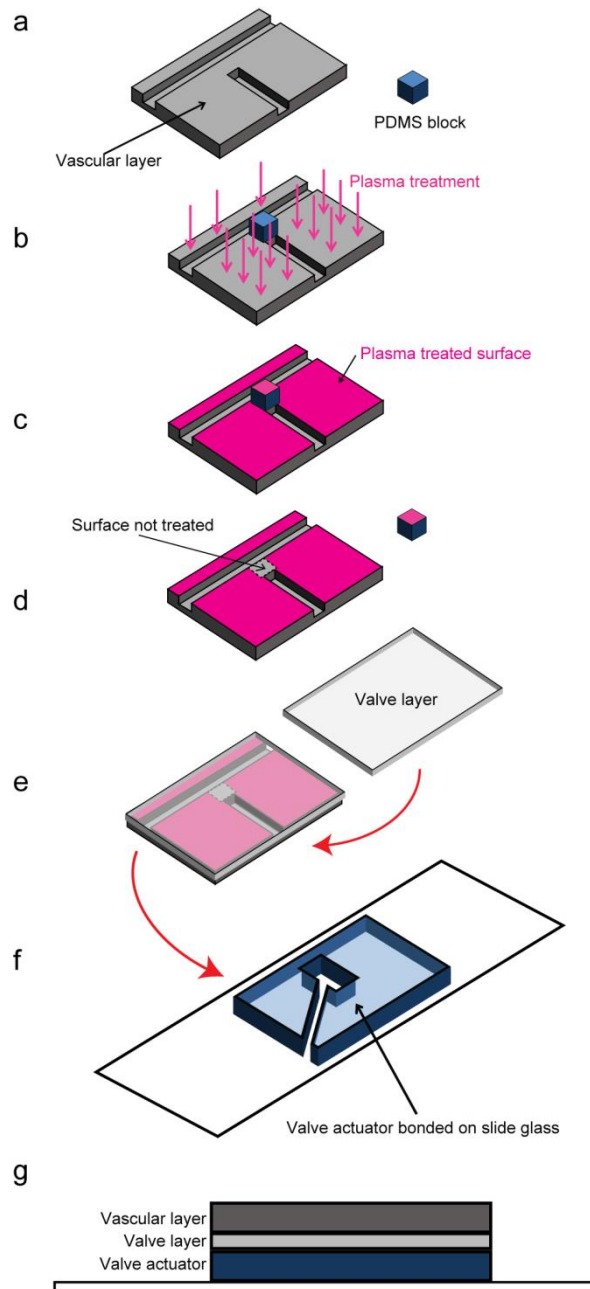 a
PDMS block
Vascular layer
Plasma treatment
b
Plasma treated surface
c
Surface not treated
d
Valve layer
e
f
Valve actuator bonded on slide glass
g
Vascular layer
Valve layer
Valve actuator